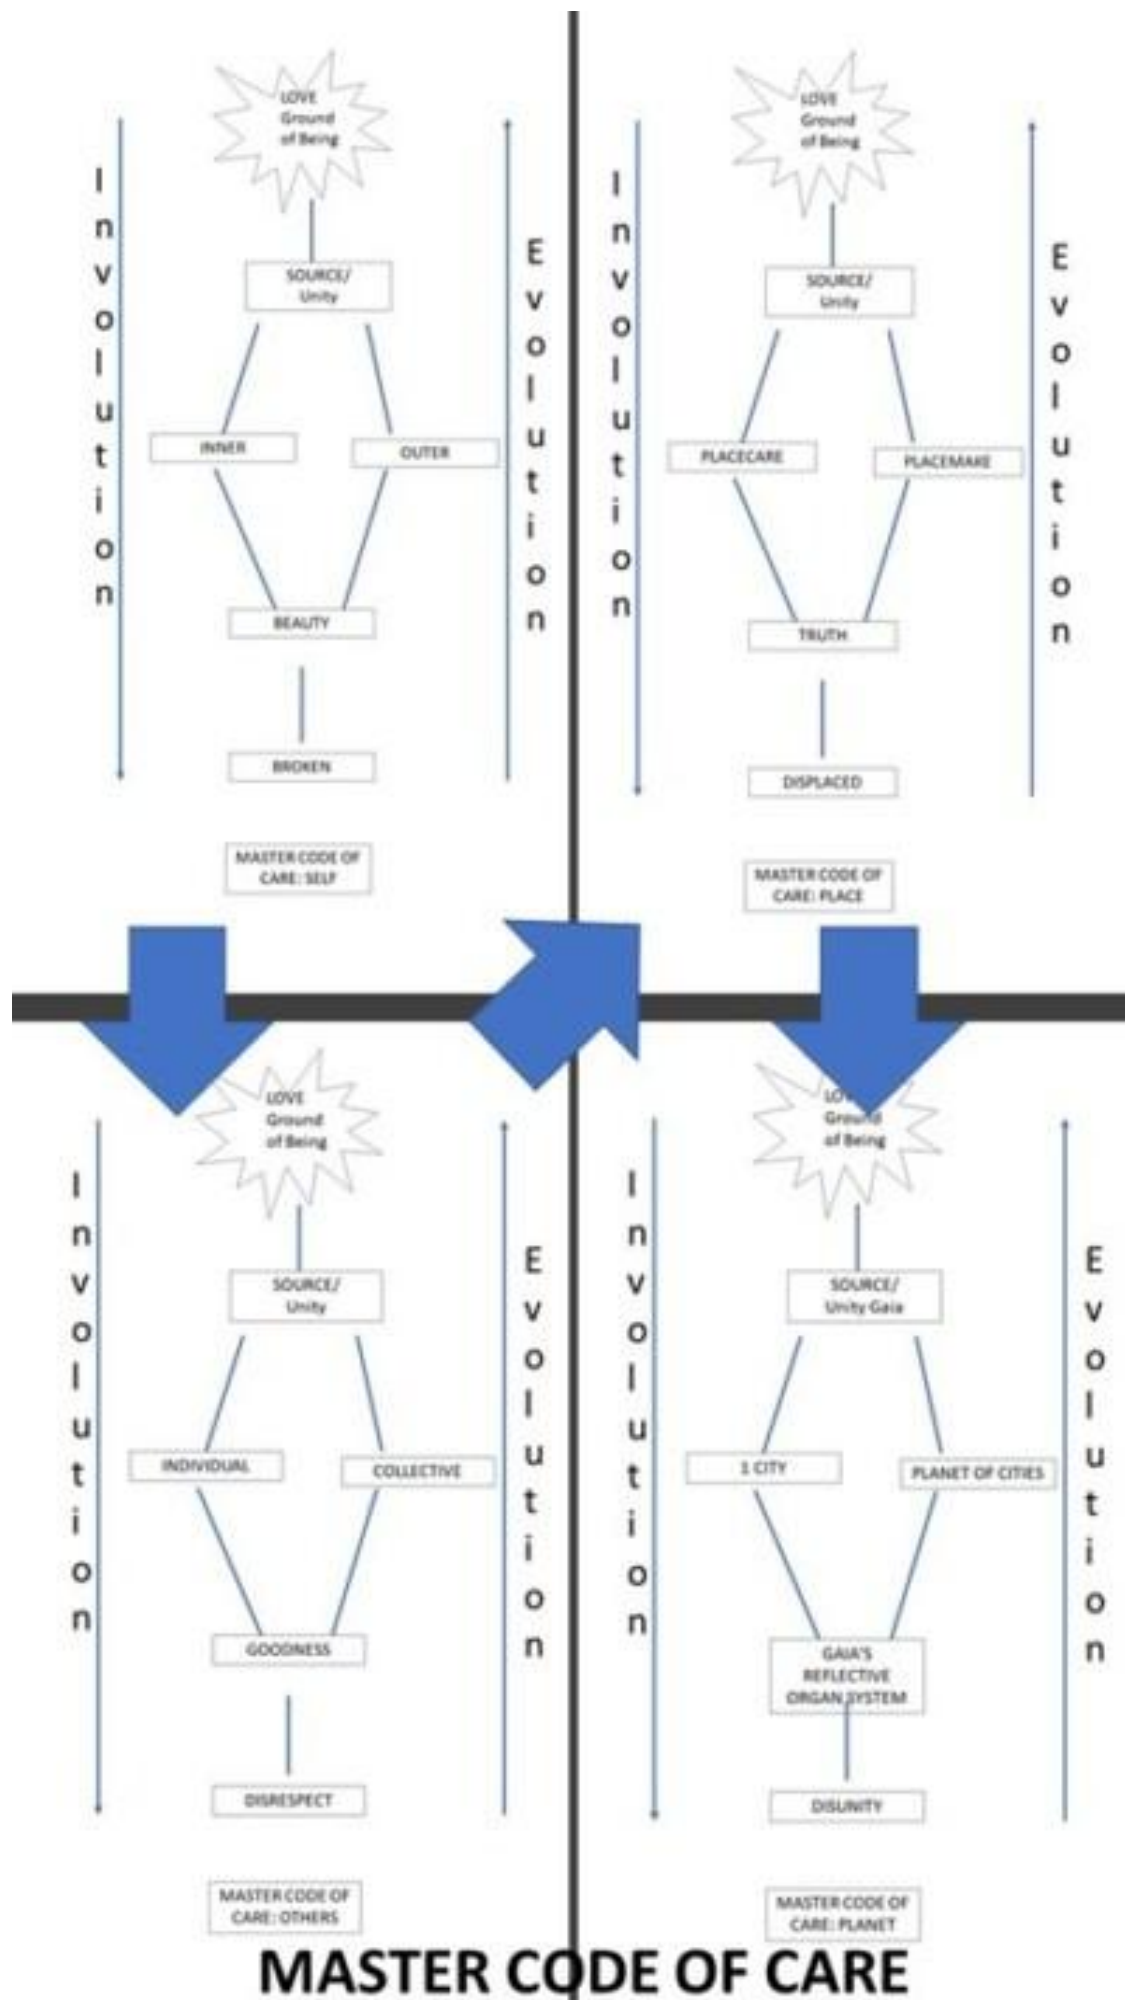 LOVE
Ground
of Being
Involution
Evolution
SOURCE/
Unity
INNER
OUTER
BEAUTY
BROKEN
MASTER CODE OF
CARE: SELF
LOVE
Ground
of Being
Involution
Evolution
SOURCE/
Unity
PLACECARE
PLACEMAKE
TRUTH
DISPLACED
MASTER CODE OF
CARE: PLACE
LOVE
Ground
of Being
Involution
Evolution
SOURCE/
Unity
INDIVIDUAL
COLLECTIVE
GOODNESS
DISRESPECT
MASTER CODE OF
CARE: OTHERS
Ground
of Being
Involution
Evolution
SOURCE/
Unity Gaia
1 CITY
PLANET OF CITIES
GAIA'S
REFLECTIVE
ORGAN SYSTEM
DISUNITY
MASTER CODE OF
CARE: PLANET
MASTER CODE OF CARE